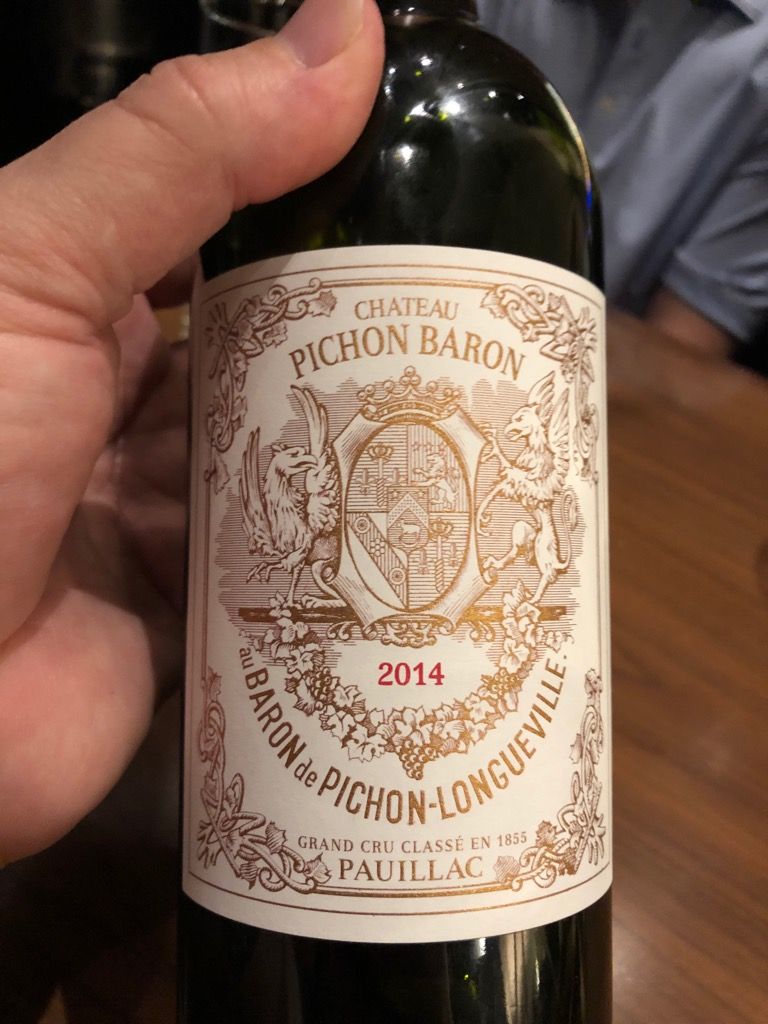 CHATEAU
PICHON BARON
2014
au BARON de PICHON-LONGUEVILLE.
GRAND CRU CLASSÉ EN 1855
PAUILLAC